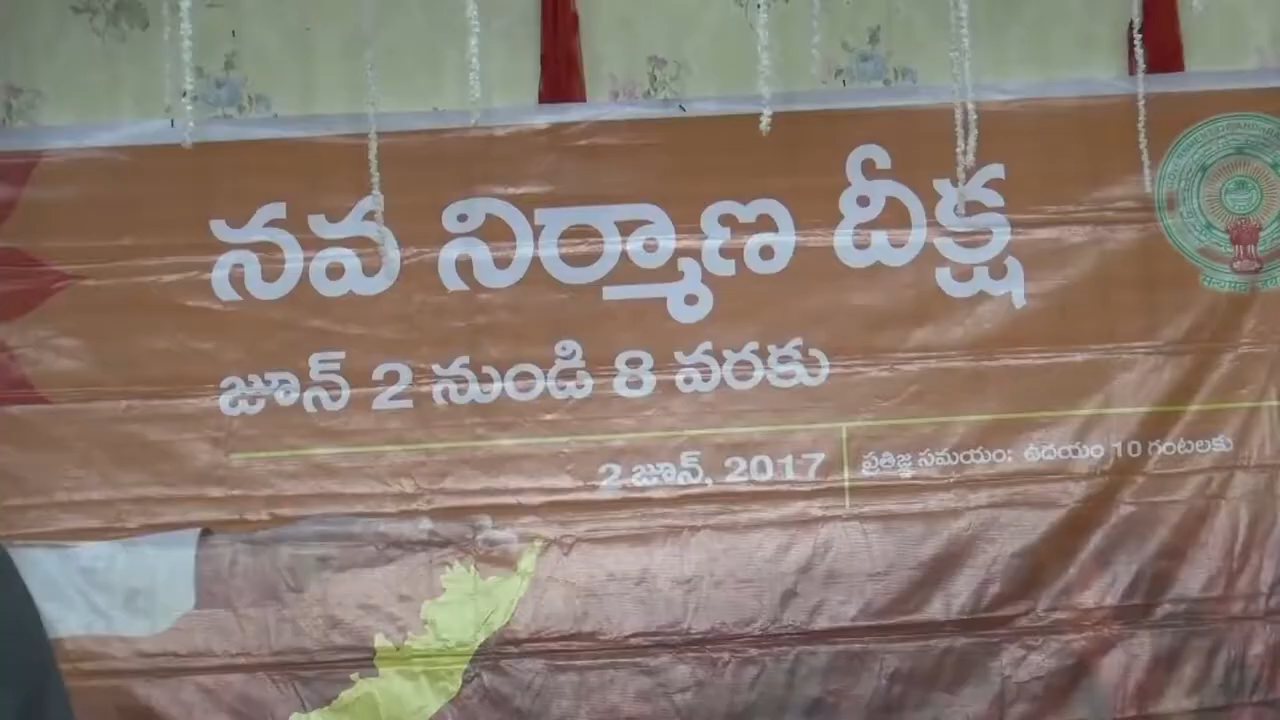 నవ నిర్మాణ దీక్ష
జూన్ 2 నుండి 8 వరకు
2 జూన్, 2017
ప్రతిజ్ఞ సమయం: ఉదయం 10 గంటలకు